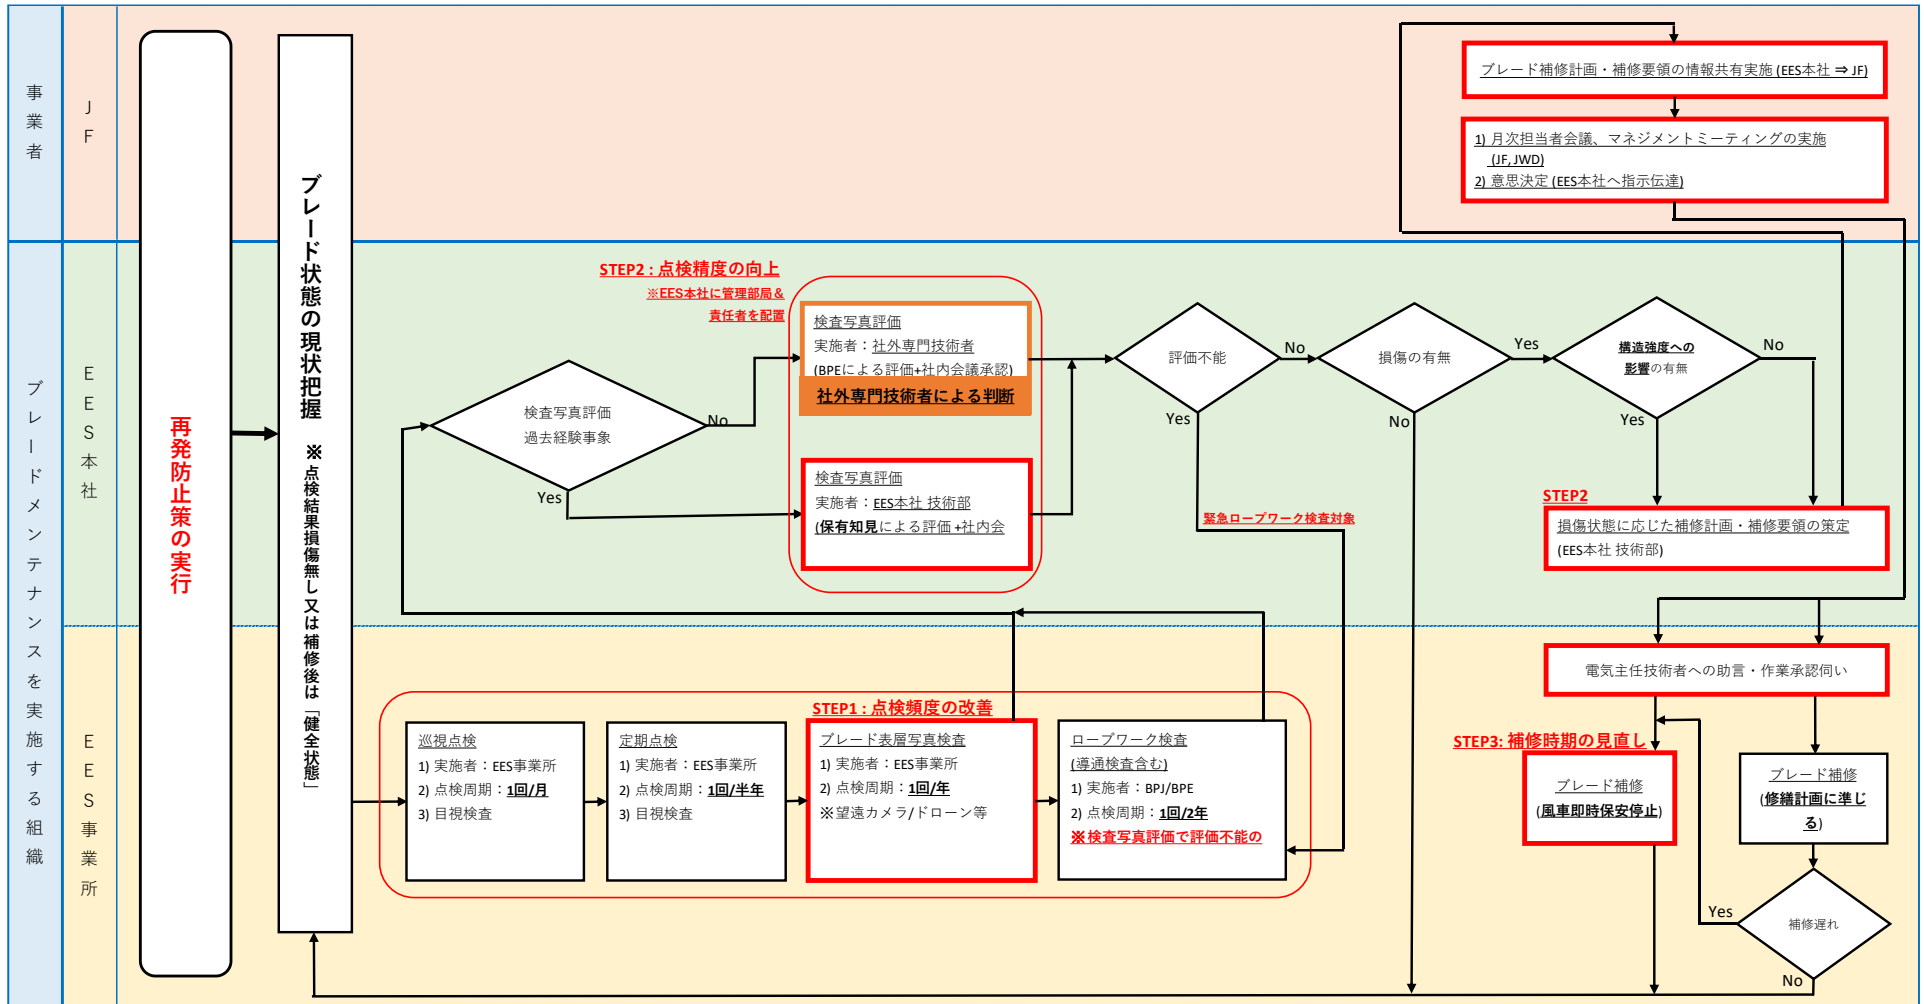 事業者
JF
ブレードメンテナンスを実施する組織
EES本社
EES事業所
再発防止策の実行
ブレード状態の現状把握 ※点検結果損傷無し又は補修後は「健全状態」
ブレード補修計画・補修要領の情報共有実施 (EES本社 ⇒ JF)
1) 月次担当者会議、マネジメントミーティングの実施
(JF, JWD)
2) 意思決定 (EES本社へ指示伝達)
STEP2 : 点検精度の向上
※EES本社に管理部局&
責任者を配置
検査写真評価
実施者：社外専門技術者
(BPEによる評価+社内会議承認)
社外専門技術者による判断
検査写真評価
過去経験事象
No
Yes
検査写真評価
実施者：EES本社 技術部
(保有知見による評価 +社内会
評価不能
No
Yes
損傷の有無
Yes
No
構造強度への
影響の有無
No
Yes
緊急ロープワーク検査対象
STEP2
損傷状態に応じた補修計画・補修要領の策定
(EES本社 技術部)
STEP1 : 点検頻度の改善
巡視点検
1) 実施者：EES事業所
2) 点検周期：1回/月
3) 目視検査
定期点検
1) 実施者：EES事業所
2) 点検周期：1回/半年
3) 目視検査
ブレード表層写真検査
1) 実施者：EES事業所
2) 点検周期：1回/年
※望遠カメラ/ドローン等
ロープワーク検査
(導通検査含む)
1) 実施者：BPJ/BPE
2) 点検周期：1回/2年
※検査写真評価で評価不能の
電気主任技術者への助言・作業承認伺い
STEP3: 補修時期の見直し
ブレード補修
(風車即時保安停止)
ブレード補修
(修繕計画に準じ
る)
補修遅れ
Yes
No